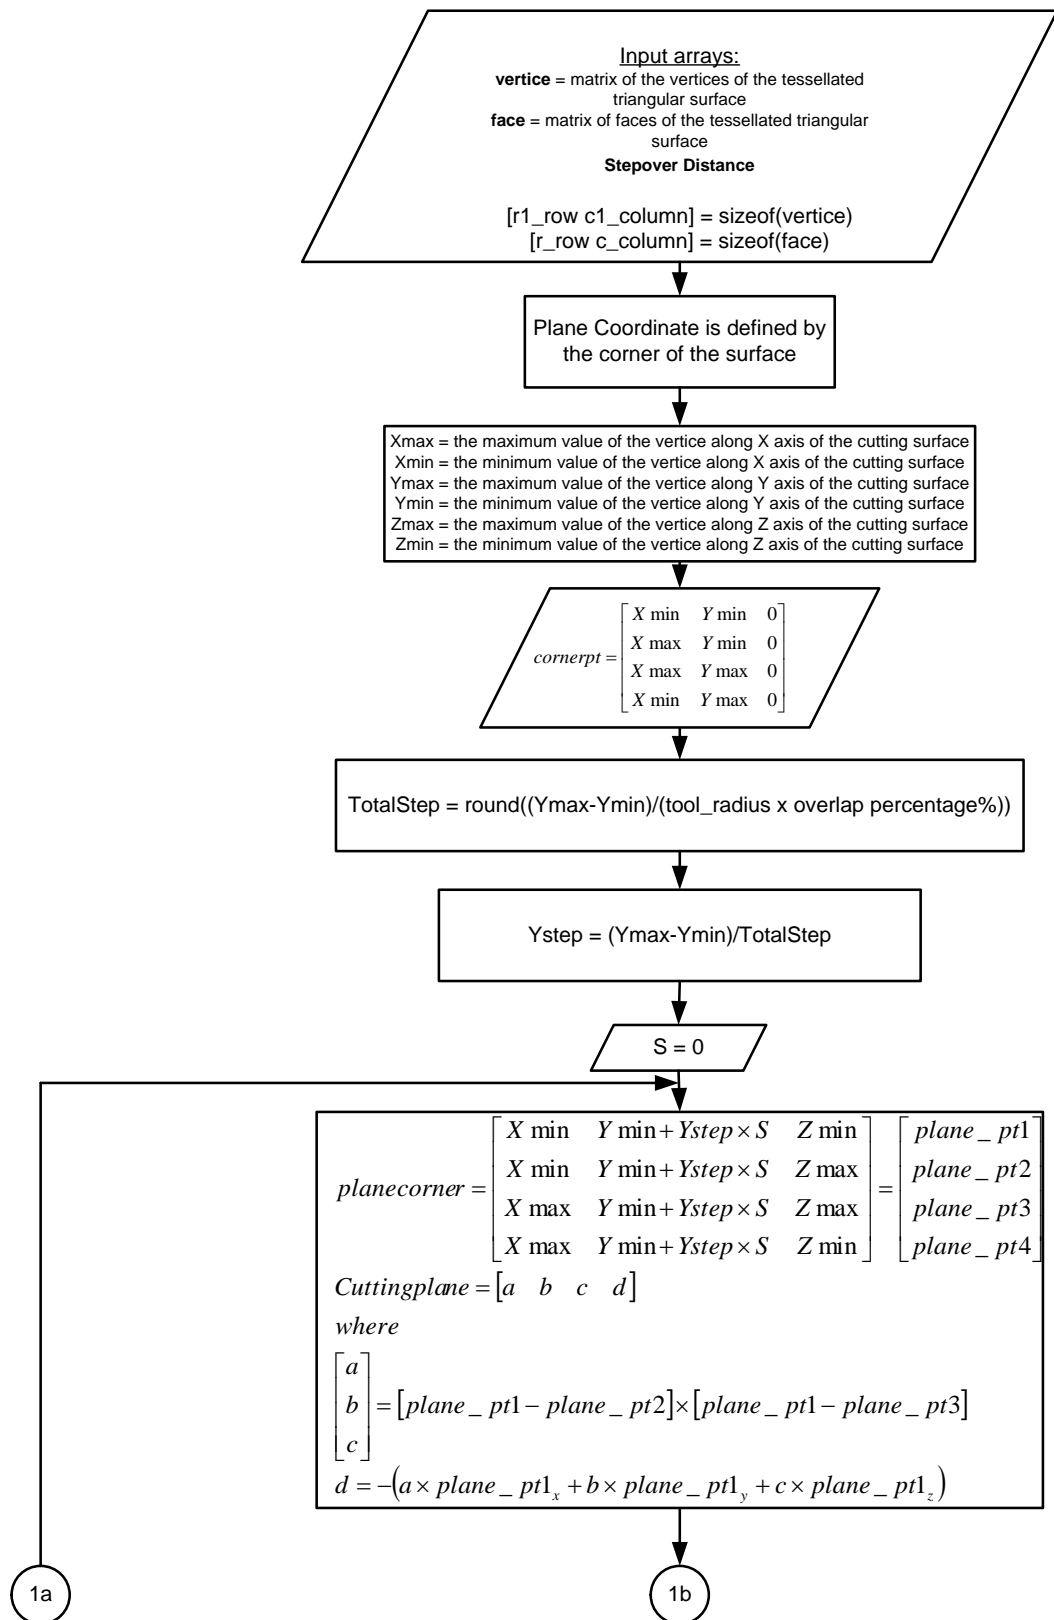 Input arrays:
vertice = matrix of the vertices of the tessellated
triangular surface
face = matrix of faces of the tessellated triangular
surface
Stepover Distance
[r1_row c1_column] = sizeof(vertice)
[r_row c_column] = sizeof(face)
Plane Coordinate is defined by
the corner of the surface
Xmax = the maximum value of the vertice along X axis of the cutting surface
Xmin = the minimum value of the vertice along X axis of the cutting surface
Ymax = the maximum value of the vertice along Y axis of the cutting surface
Ymin = the minimum value of the vertice along Y axis of the cutting surface
Zmax = the maximum value of the vertice along Z axis of the cutting surface
Zmin = the minimum value of the vertice along Z axis of the cutting surface
cornerpt = [X min Y min 0
X max Y min 0
X max Y max 0
X min Y max 0]
TotalStep = round((Ymax-Ymin)/(tool_radius x overlap percentage%))
Ystep = (Ymax-Ymin)/TotalStep
S = 0
planecorner = [X min Y min + Ystep × S Z min] = [plane_pt1
X min Y min + Ystep × S Z max plane_pt2
X max Y min + Ystep × S Z max plane_pt3
X max Y min + Ystep × S Z min plane_pt4]
Cuttingplane = [a b c d]
where
[a
b
c] = [plane_pt1 − plane_pt2] × [plane_pt1 − plane_pt3]
d = −(a × plane_pt1x + b × plane_pt1y + c × plane_pt1z)
1a
1b